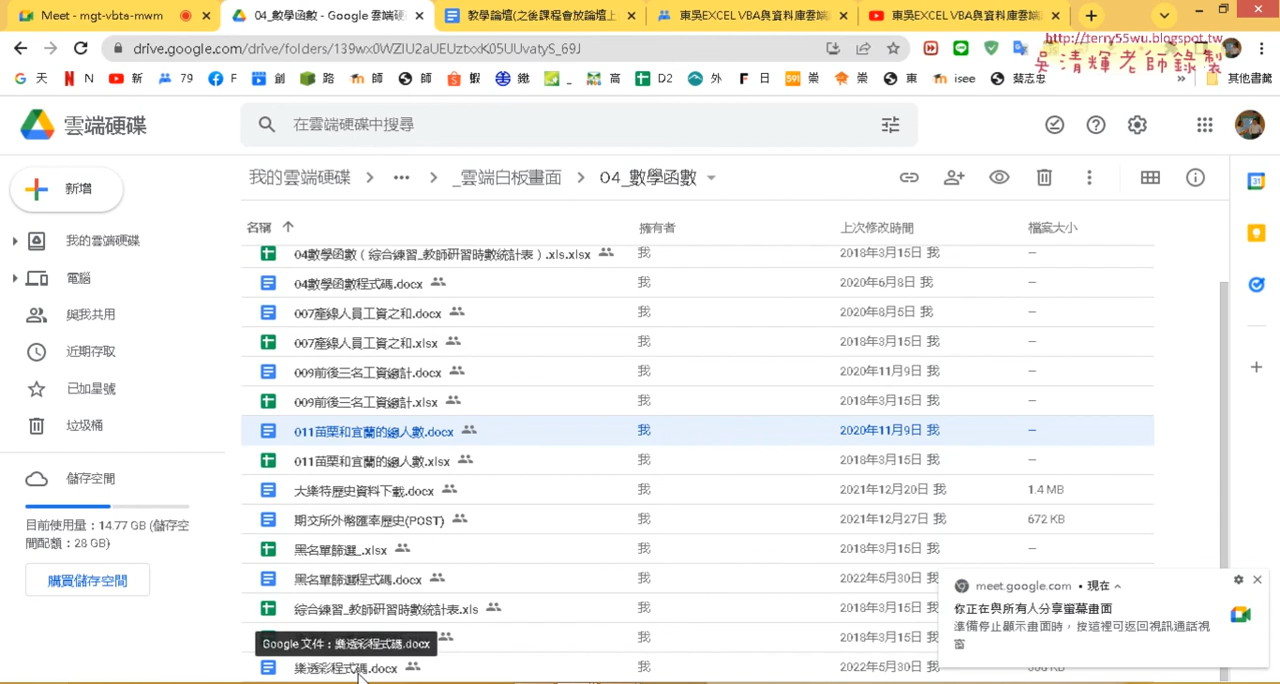 Meet - mgt-vbta-mwm
04_數學函數 - Google 雲端硬
教學論壇(之後課程會放論壇上
東吳EXCEL VBA與資料庫雲端
東吳EXCEL VBA與資料庫雲端
drive.google.com/drive/folders/139wx0WZIU2aUEUztxxK05UUvatyS_69J
http://terry55wu.blogspot.tw
吳清輝老師錄製
天 N 新 79 F 創 路 師 師 蝦 鐵 _ 高 D2 外 日 崇 崇 東 isee 蔡志忠 » 其他書籤
雲端硬碟
在雲端硬碟中搜尋
新增
我的雲端硬碟
電腦
與我共用
近期存取
已加星號
垃圾桶
儲存空間
目前使用量：14.77 GB (儲存空
間配額：28 GB)
購買儲存空間
我的雲端硬碟 > ••• > _雲端白板畫面 > 04_數學函數
名稱 擁有者 上次修改時間 檔案大小
04數學函數（綜合練習_教師研習時數統計表）.xls.xlsx 我 2018年3月15日 我 –
04數學函數程式碼.docx 我 2020年6月8日 我 –
007產線人員工資之和.docx 我 2020年8月5日 我 –
007產線人員工資之和.xlsx 我 2018年3月15日 我 –
009前後三名工資總計.docx 我 2020年11月9日 我 –
009前後三名工資總計.xlsx 我 2018年3月15日 我 –
011苗栗和宜蘭的總人數.docx 我 2020年11月9日 我 –
011苗栗和宜蘭的總人數.xlsx 我 2018年3月15日 我 –
大樂特歷史資料下載.docx 我 2021年12月20日 我 1.4 MB
期交所外幣匯率歷史(POST) 我 2021年12月27日 我 672 KB
黑名單篩選_.xlsx 我 2018年3月15日 我 –
黑名單篩選程式碼.docx 我 2022年5月30日 我
綜合練習_教師研習時數統計表.xls 我 2018年3月15日 我
我 2018年3月15日 我
Google 文件：樂透彩程式碼.docx
樂透彩程式碼.docx 我 2022年5月30日 我
meet.google.com • 現在
你正在與所有人分享螢幕畫面
準備停止顯示畫面時，按這裡可返回視訊通話視
窗